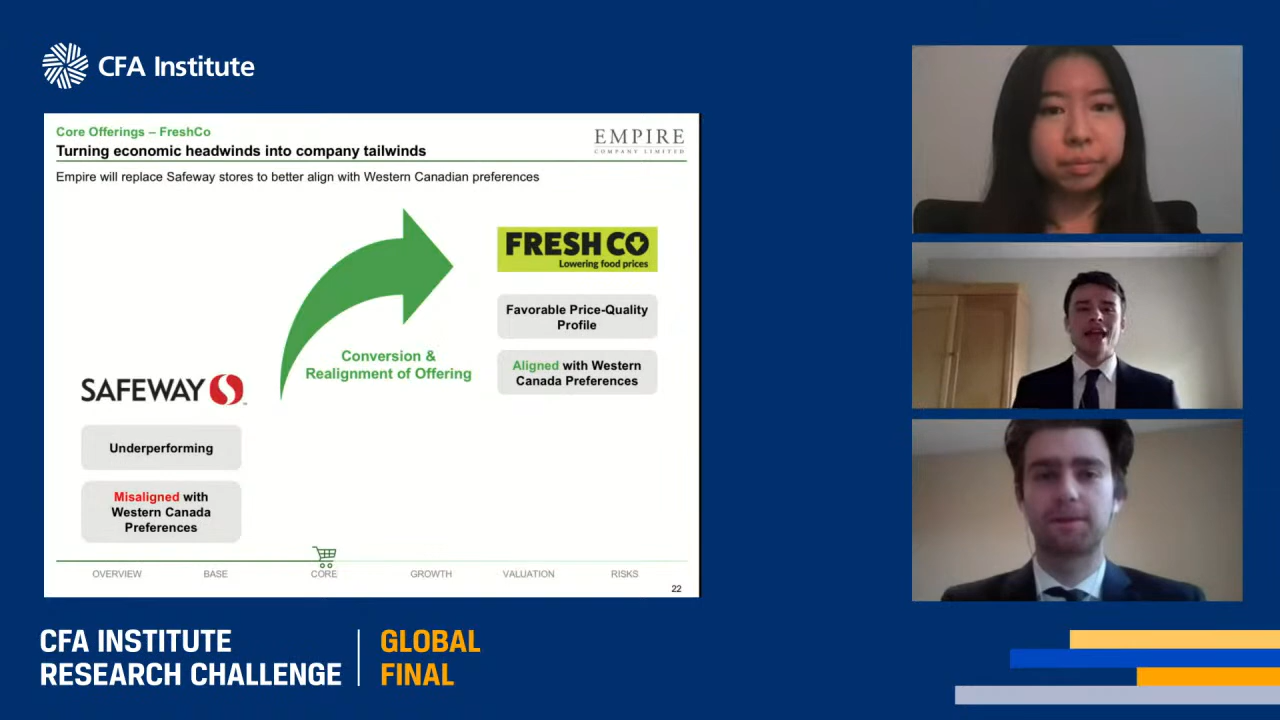 CFA Institute
Core Offerings – FreshCo
Turning economic headwinds into company tailwinds
EMPIRE
COMPANY LIMITED
Empire will replace Safeway stores to better align with Western Canadian preferences
FRESHCO
Lowering food prices
Favorable Price-Quality
Profile
Conversion &
Realignment of Offering
Aligned with Western
Canada Preferences
SAFEWAY
Underperforming
Misaligned with
Western Canada
Preferences
OVERVIEW BASE CORE GROWTH VALUATION RISKS
22
CFA INSTITUTE
RESEARCH CHALLENGE
GLOBAL
FINAL